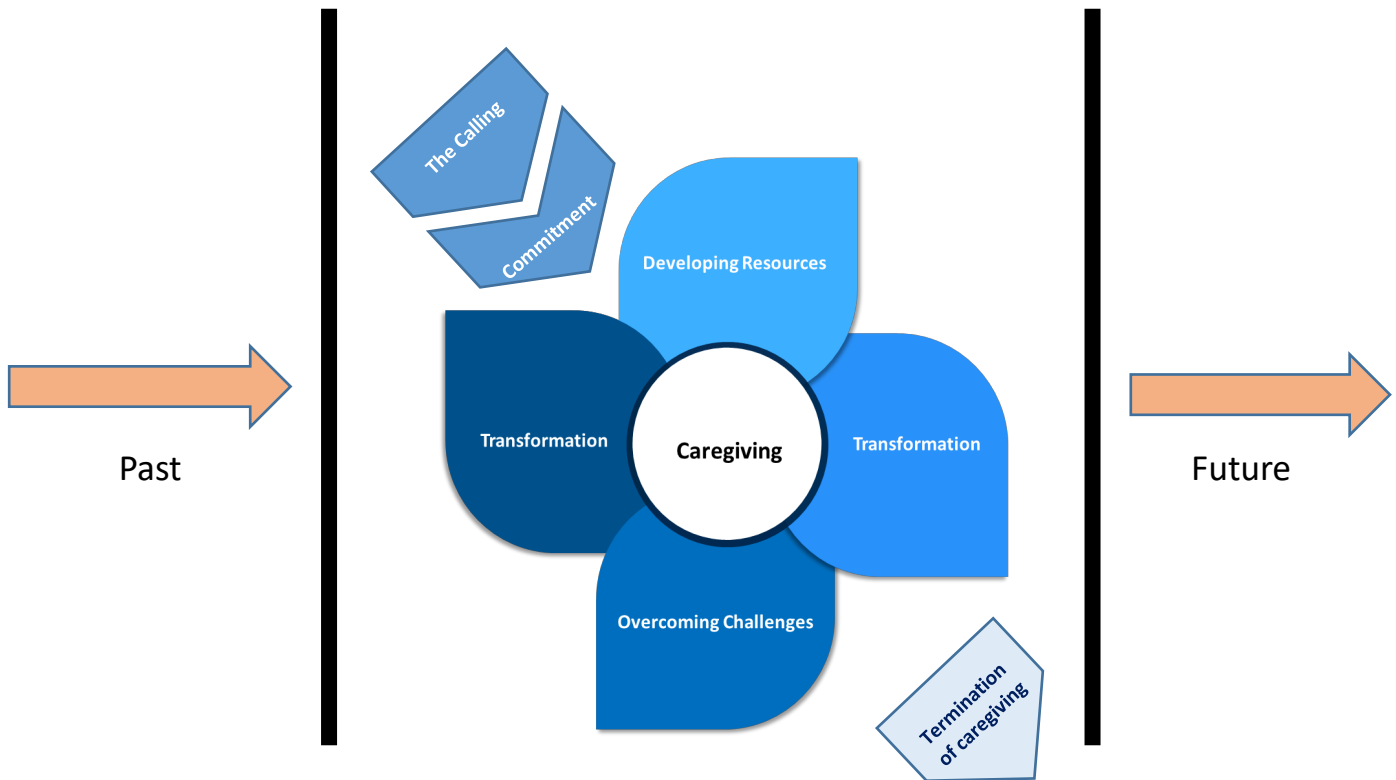 The Calling
Commitment
Developing Resources
Transformation
Caregiving
Transformation
Past
Future
Overcoming Challenges
Termination
of caregiving